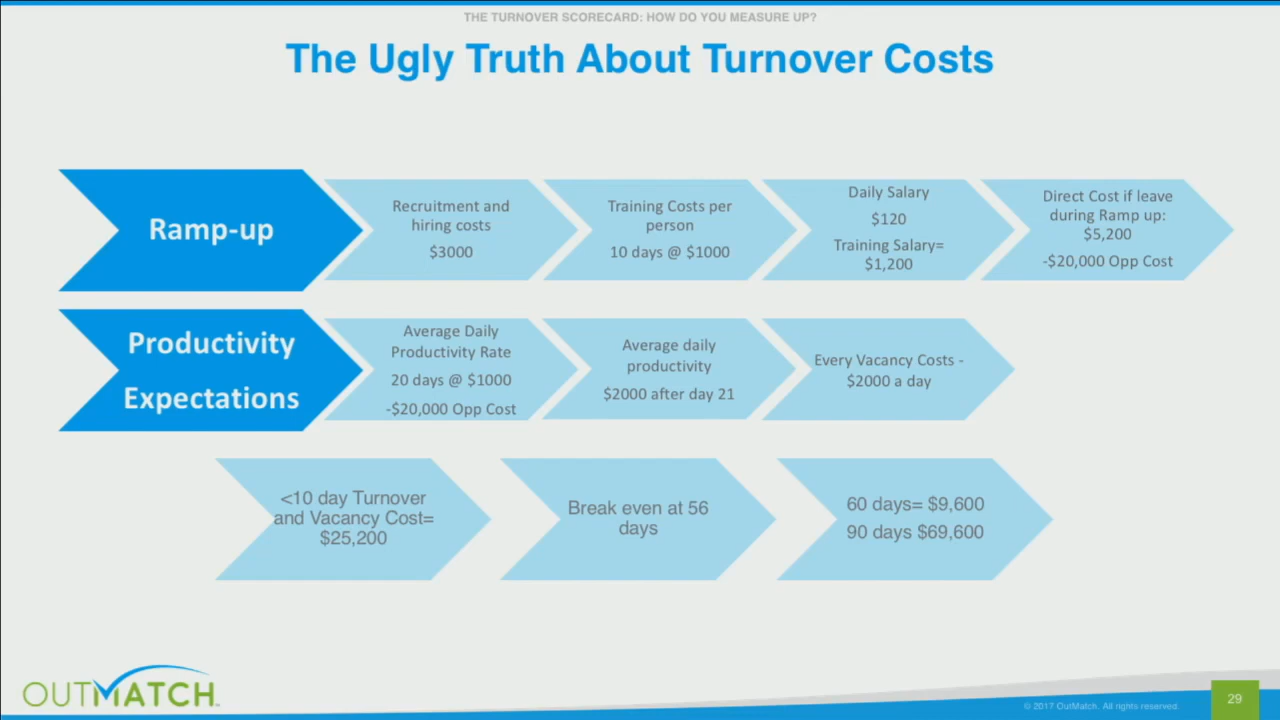 THE TURNOVER SCORECARD: HOW DO YOU MEASURE UP?
The Ugly Truth About Turnover Costs
Ramp-up
Recruitment and
hiring costs
$3000
Training Costs per
person
10 days @ $1000
Daily Salary
$120
Training Salary=
$1,200
Direct Cost if leave
during Ramp up:
$5,200
-$20,000 Opp Cost
Productivity
Expectations
Average Daily
Productivity Rate
20 days @ $1000
-$20,000 Opp Cost
Average daily
productivity
$2000 after day 21
Every Vacancy Costs -
$2000 a day
<10 day Turnover
and Vacancy Cost=
$25,200
Break even at 56
days
60 days= $9,600
90 days $69,600
OUTMATCH™
© 2017 OutMatch. All rights reserved.
29